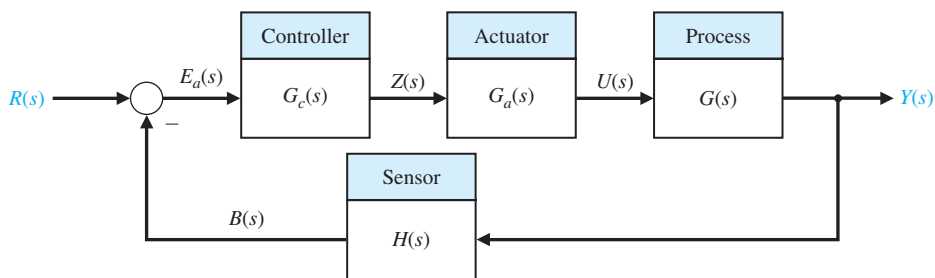 Controller
Actuator
Process
R(s)
E_a(s)
G_c(s)
Z(s)
G_a(s)
U(s)
G(s)
Y(s)
−
Sensor
B(s)
H(s)